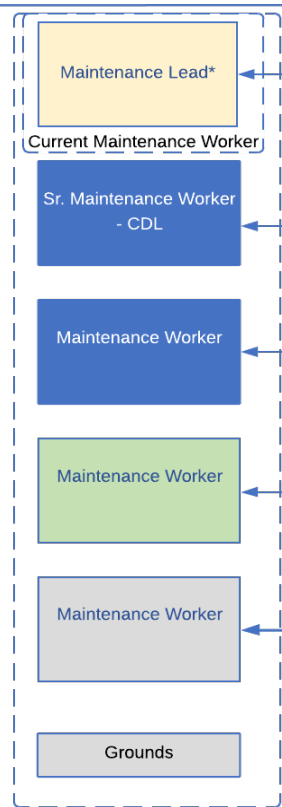 Maintenance Lead*
Current Maintenance Worker
Sr. Maintenance Worker
- CDL
Maintenance Worker
Maintenance Worker
Maintenance Worker
Grounds